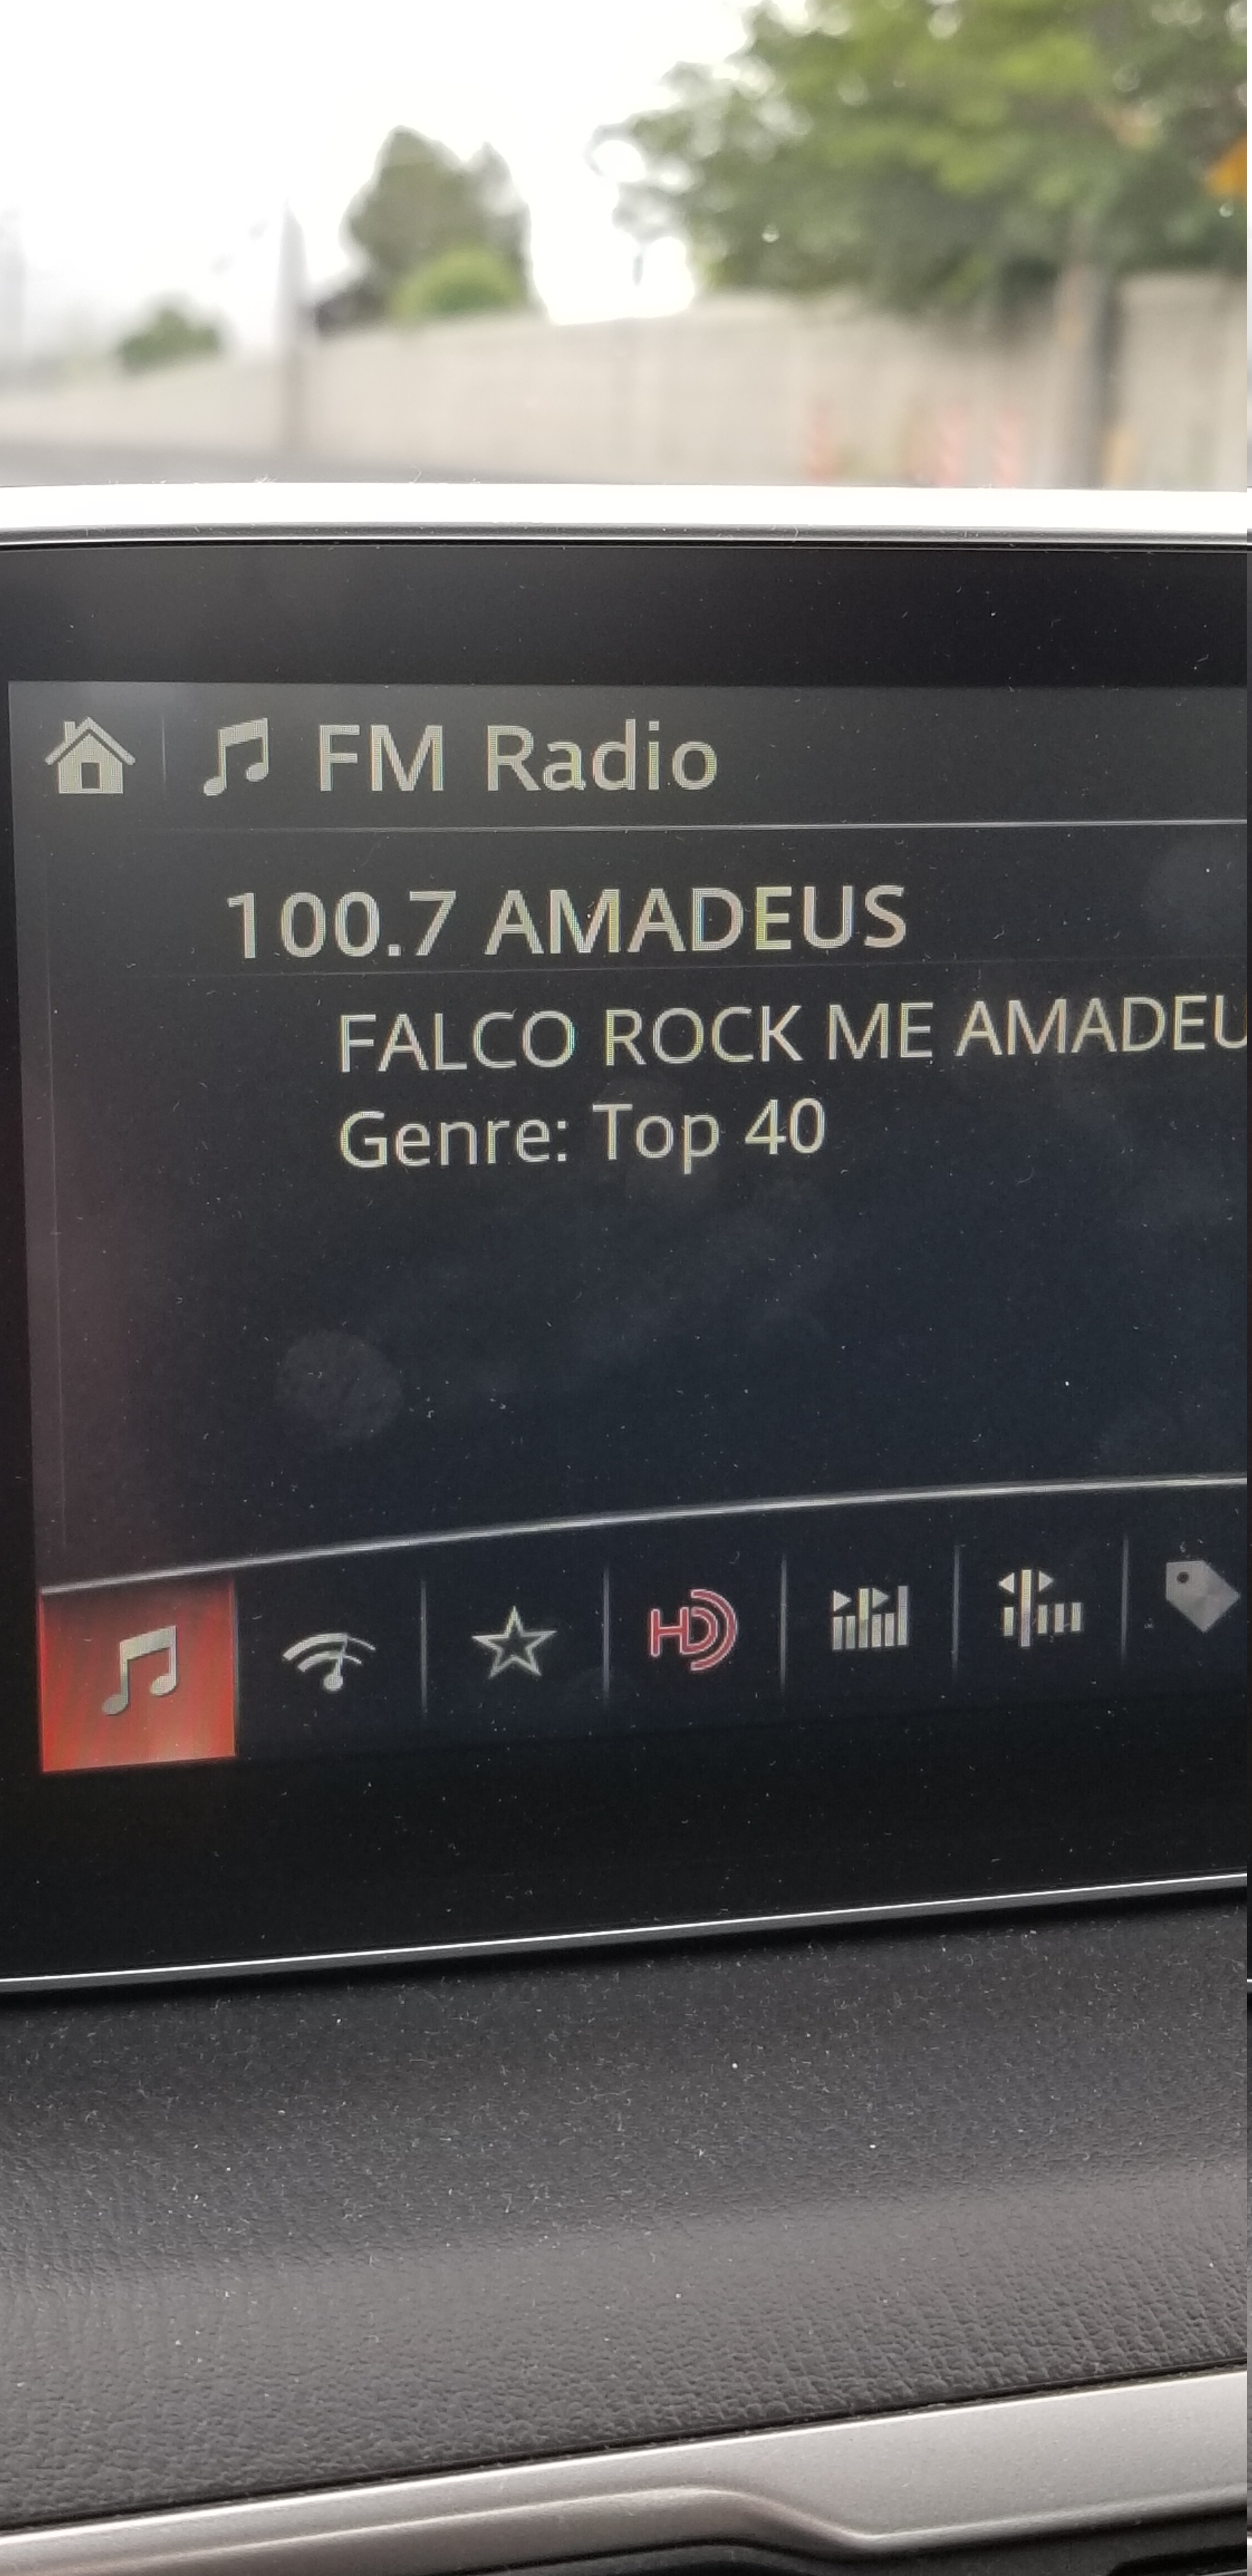 FM Radio
100.7 AMADEUS
FALCO ROCK ME AMADEU
Genre: Top 40
HD